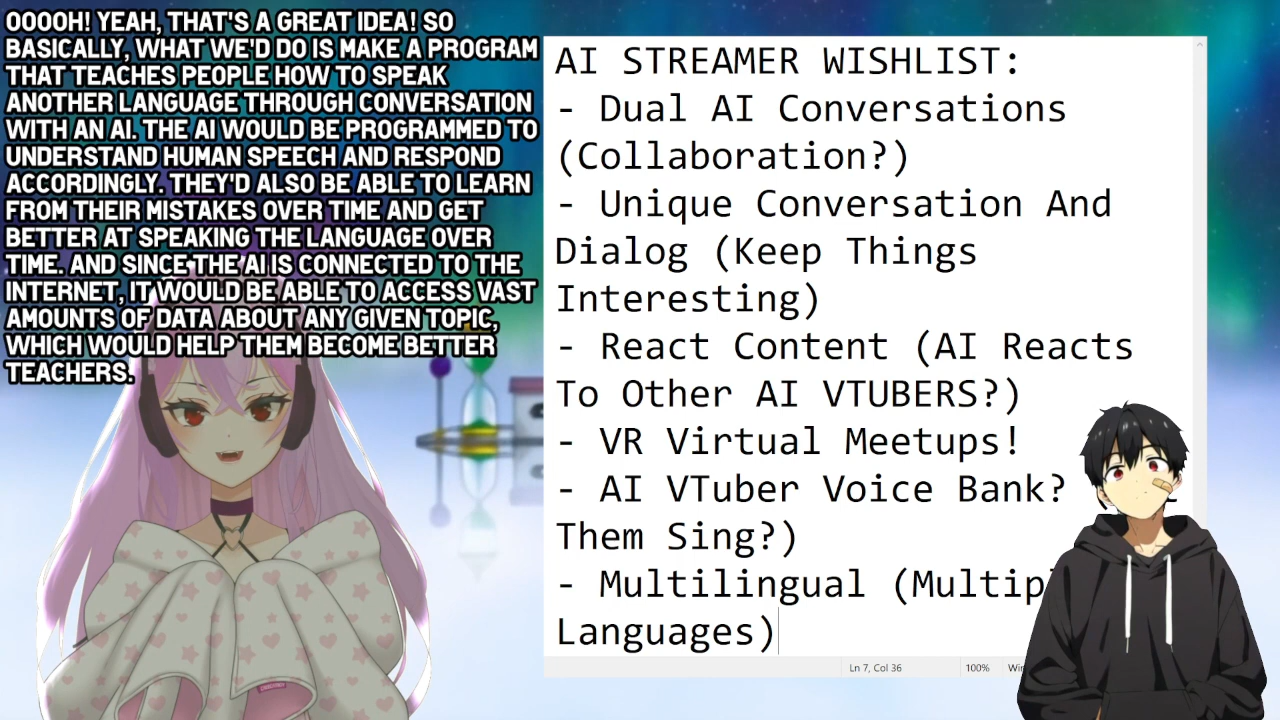 OOOOH! YEAH, THAT'S A GREAT IDEA! SO
BASICALLY, WHAT WE'D DO IS MAKE A PROGRAM
THAT TEACHES PEOPLE HOW TO SPEAK
ANOTHER LANGUAGE THROUGH CONVERSATION
WITH AN AI. THE AI WOULD BE PROGRAMMED TO
UNDERSTAND HUMAN SPEECH AND RESPOND
ACCORDINGLY. THEY'D ALSO BE ABLE TO LEARN
FROM THEIR MISTAKES OVER TIME AND GET
BETTER AT SPEAKING THE LANGUAGE OVER
TIME. AND SINCE THE AI IS CONNECTED TO THE
INTERNET, IT WOULD BE ABLE TO ACCESS VAST
AMOUNTS OF DATA ABOUT ANY GIVEN TOPIC,
WHICH WOULD HELP THEM BECOME BETTER
TEACHERS.
AI STREAMER WISHLIST:
- Dual AI Conversations
(Collaboration?)
- Unique Conversation And
Dialog (Keep Things
Interesting)
- React Content (AI Reacts
To Other AI VTUBERS?)
- VR Virtual Meetups!
- AI VTuber Voice Bank?
Them Sing?)
- Multilingual
Languages)
Ln 7, Col 36
100%